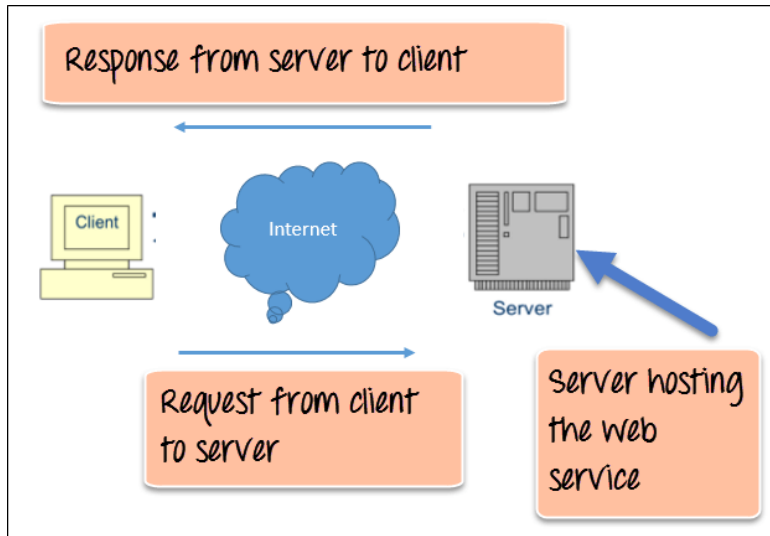 Response from server to client
Client
Internet
Server
Request from client
to server
Server hosting
the web
service